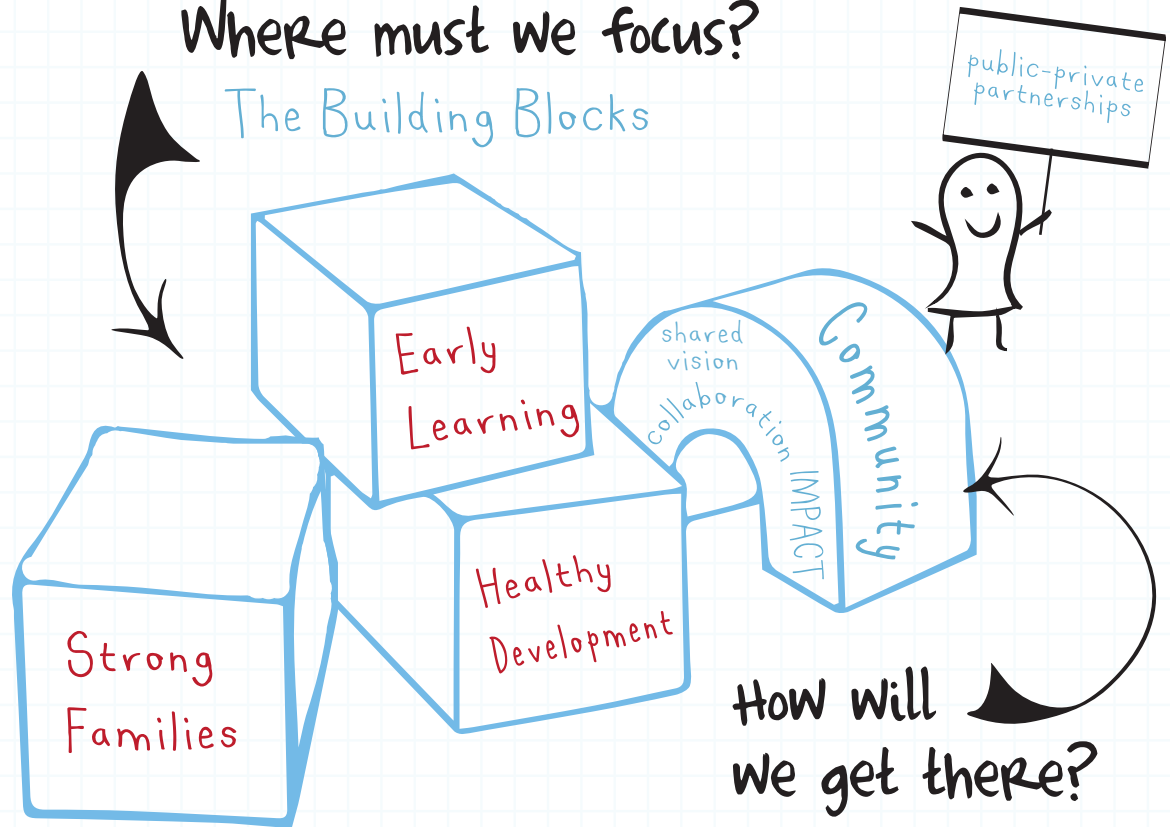 Where must we focus?
The Building Blocks
public-private
partnerships
Early
Learning
shared
vision
collaboration
IMPACT
Community
Healthy
Development
Strong
Families
How will
we get there?